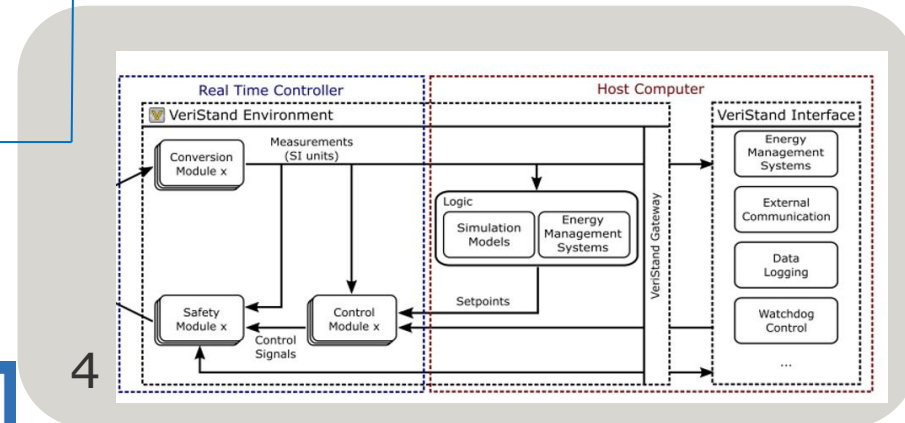 Real Time Controller
Host Computer
VeriStand Environment
VeriStand Interface
Conversion
Module x
Measurements
(SI units)
Logic
Simulation
Models
Energy
Management
Systems
VeriStand Gateway
Energy
Management
Systems
External
Communication
Data
Logging
Watchdog
Control
...
Safety
Module x
Control
Signals
Control
Module x
Setpoints
4